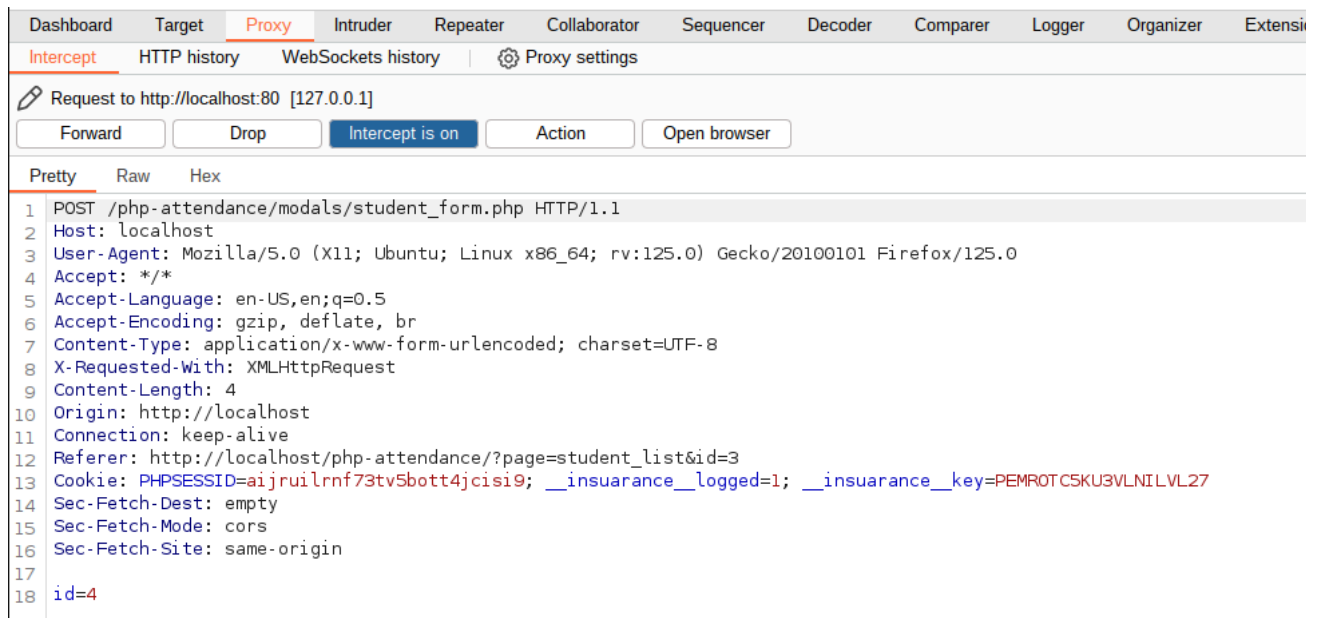 Dashboard Target Proxy Intruder Repeater Collaborator Sequencer Decoder Comparer Logger Organizer Extensi
Intercept HTTP history WebSockets history Proxy settings
Request to http://localhost:80 [127.0.0.1]
Forward Drop Intercept is on Action Open browser
Pretty Raw Hex
1 POST /php-attendance/modals/student_form.php HTTP/1.1
2 Host: localhost
3 User-Agent: Mozilla/5.0 (X11; Ubuntu; Linux x86_64; rv:125.0) Gecko/20100101 Firefox/125.0
4 Accept: */*
5 Accept-Language: en-US,en;q=0.5
6 Accept-Encoding: gzip, deflate, br
7 Content-Type: application/x-www-form-urlencoded; charset=UTF-8
8 X-Requested-With: XMLHttpRequest
9 Content-Length: 4
10 Origin: http://localhost
11 Connection: keep-alive
12 Referer: http://localhost/php-attendance/?page=student_list&id=3
13 Cookie: PHPSESSID=aijruilrnf73tv5bott4jcisi9; __insuarance__logged=1; __insuarance__key=PEMROTC5KU3VLNILVL27
14 Sec-Fetch-Dest: empty
15 Sec-Fetch-Mode: cors
16 Sec-Fetch-Site: same-origin
17
18 id=4